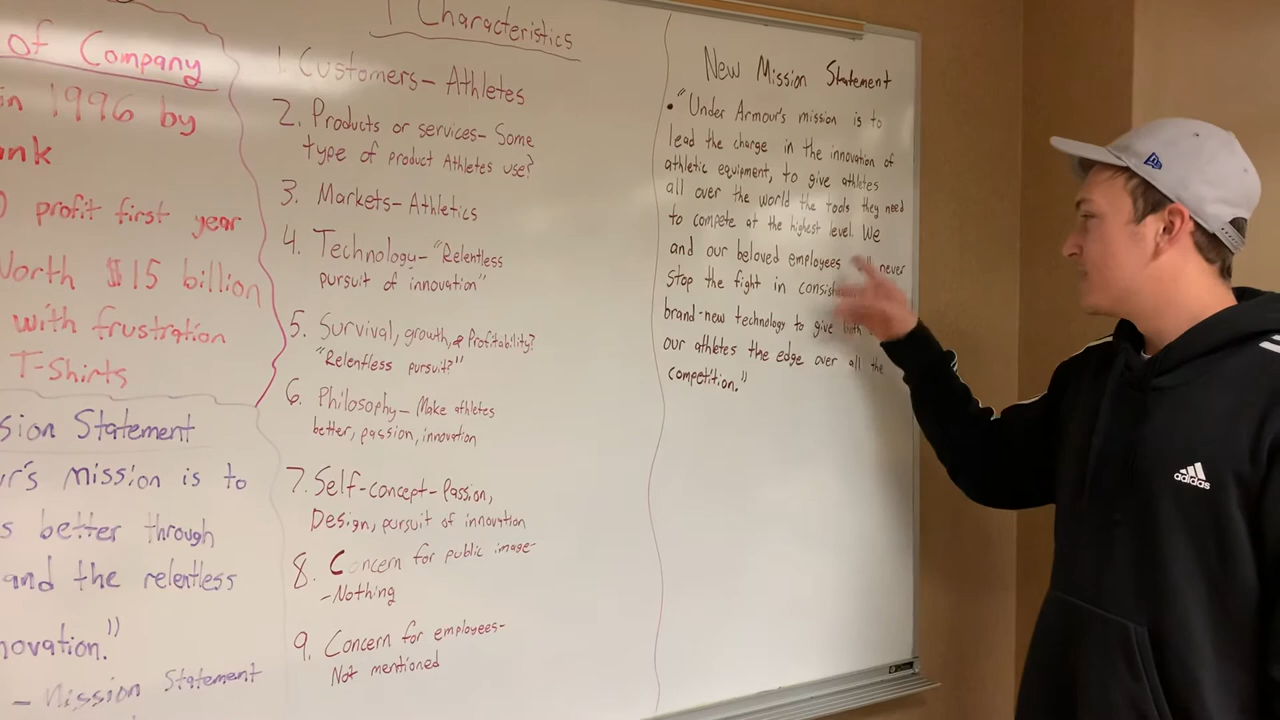 of Company
in 1996 by
ank
0 profit first year
Worth $15 billion
with frustration
T-Shirts
sion Statement
ur's mission is to
s better through
and the relentless
novation."
- Mission Statement
Characteristics
1. Customers- Athletes
2. Products or services- Some
type of product Athletes use?
3. Markets- Athletics
4. Technology- "Relentless
pursuit of innovation"
5. Survival, growth, & Profitability?
"Relentless pursuit?"
6. Philosophy- Make athletes
better, passion, innovation
7. Self-concept- Passion,
Design, pursuit of innovation
8. Concern for public image-
-Nothing
9. Concern for employees-
Not mentioned
New Mission Statement
• "Under Armour's mission is to
lead the charge in the innovation of
athletic equipment, to give athletes
all over the world the tools they need
to compete at the highest level. We
and our beloved employees never
stop the fight in
brand-new technology to give both
our athletes the edge over all the
competition."
adidas